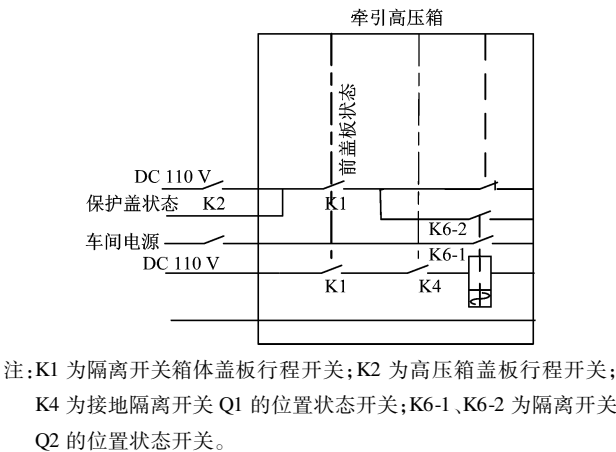 牵引高压箱
前盖板状态
DC 110 V
保护盖状态 K2 K1
K6-2
车间电源
K6-1
DC 110 V
K1 K4
注:K1 为隔离开关箱体盖板行程开关;K2 为高压箱盖板行程开关;
K4 为接地隔离开关 Q1 的位置状态开关;K6-1、K6-2 为隔离开关
Q2 的位置状态开关。